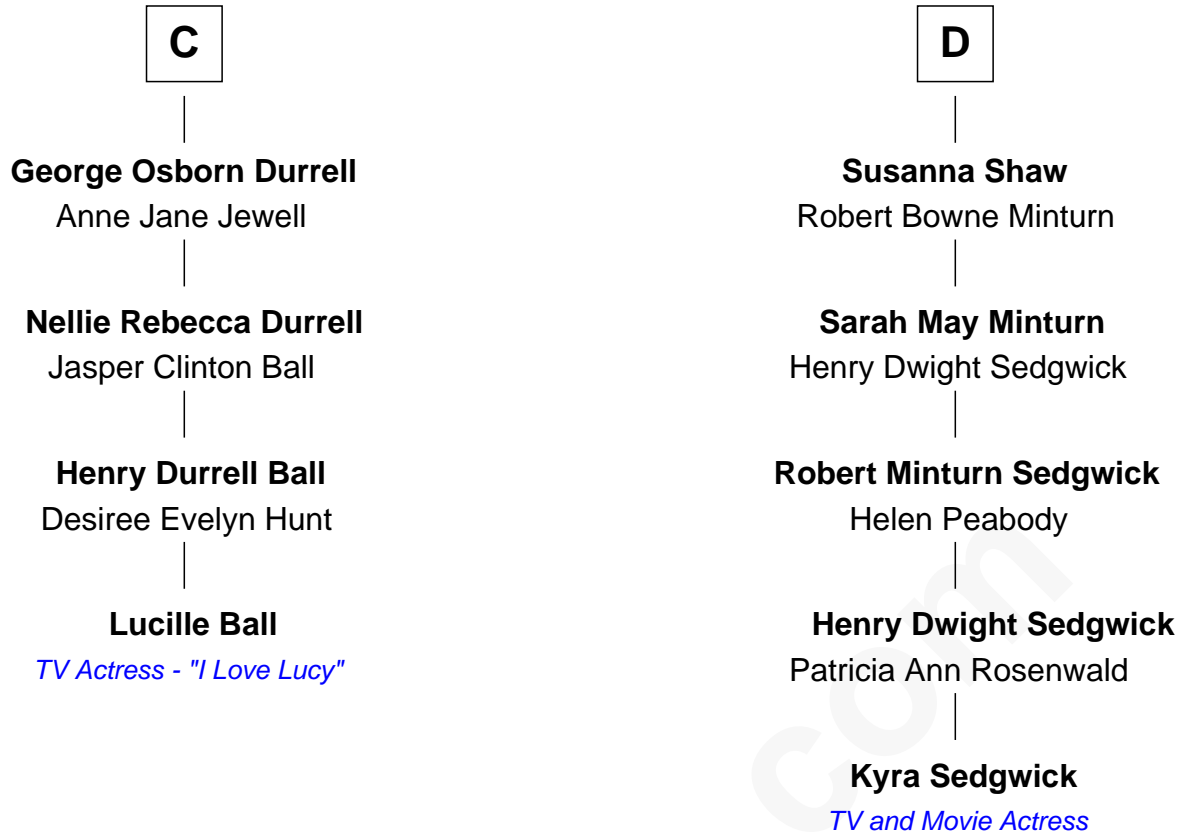 C
George Osborn Durrell
Anne Jane Jewell
Nellie Rebecca Durrell
Jasper Clinton Ball
Henry Durrell Ball
Desiree Evelyn Hunt
Lucille Ball
TV Actress - "I Love Lucy"
D
Susanna Shaw
Robert Bowne Minturn
Sarah May Minturn
Henry Dwight Sedgwick
Robert Minturn Sedgwick
Helen Peabody
Henry Dwight Sedgwick
Patricia Ann Rosenwald
Kyra Sedgwick
TV and Movie Actress
com